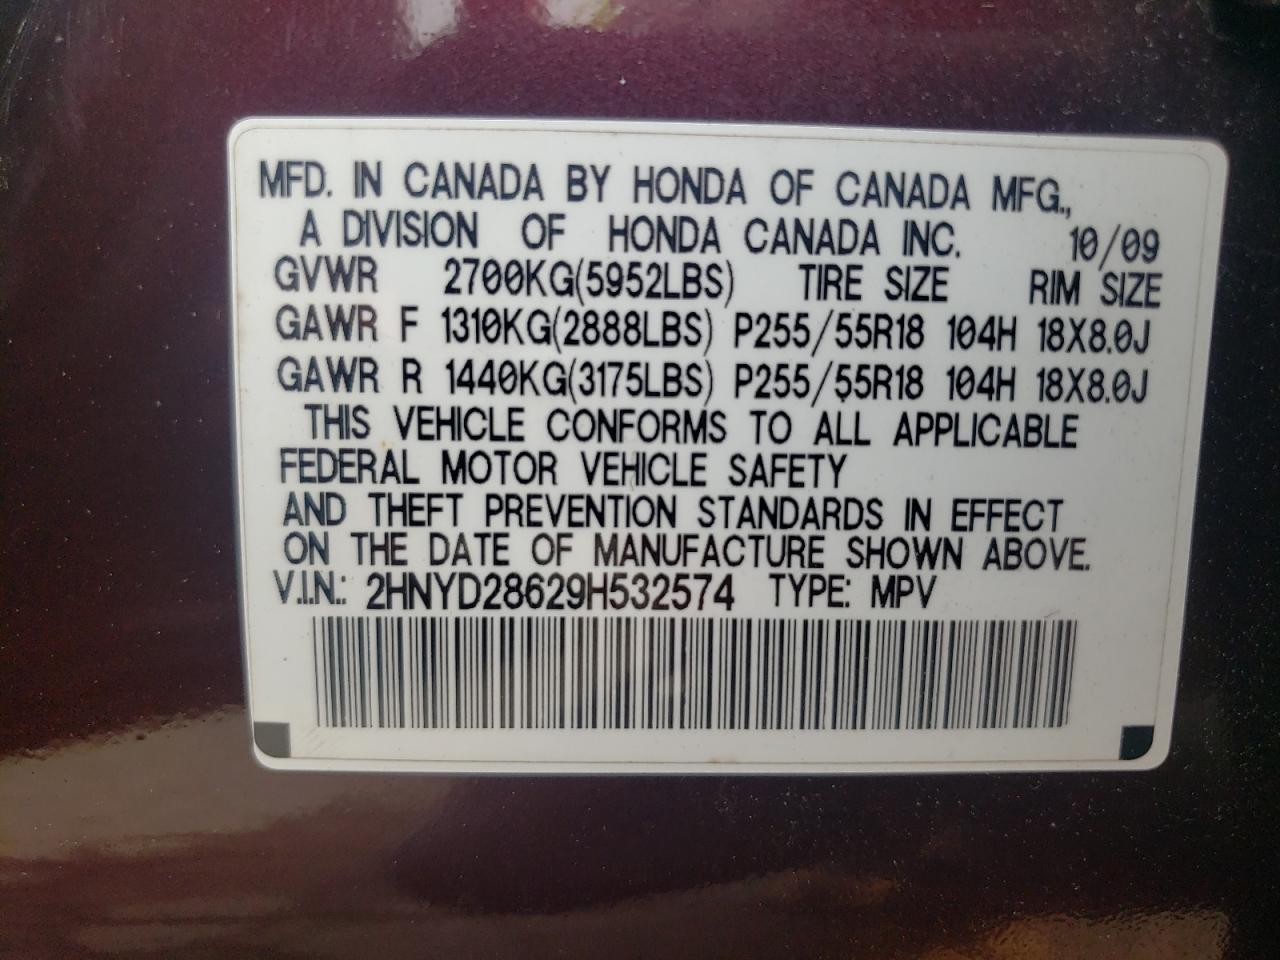 MFD. IN CANADA BY HONDA OF CANADA MFG.,
A DIVISION OF HONDA CANADA INC. 10/09
GVWR 2700KG(5952LBS) TIRE SIZE RIM SIZE
GAWR F 1310KG(2888LBS) P255/55R18 104H 18X8.0J
GAWR R 1440KG(3175LBS) P255/55R18 104H 18X8.0J
THIS VEHICLE CONFORMS TO ALL APPLICABLE
FEDERAL MOTOR VEHICLE SAFETY
AND THEFT PREVENTION STANDARDS IN EFFECT
ON THE DATE OF MANUFACTURE SHOWN ABOVE.
V.I.N.: 2HNYD28629H532574 TYPE: MPV